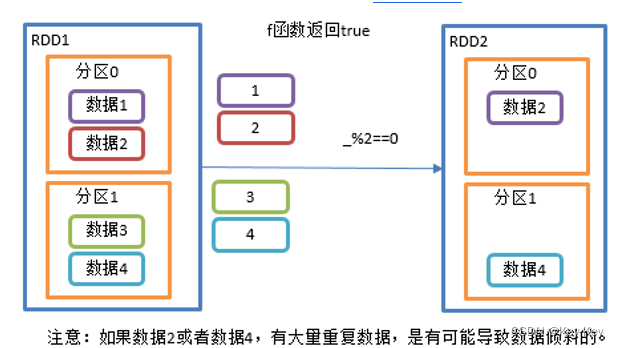 f函数返回true
RDD1
分区0
数据1
数据2
分区1
数据3
数据4
1
2
3
4
_%2==0
RDD2
分区0
数据2
分区1
数据4
注意：如果数据2或者数据4，有大量重复数据，是有可能导致数据倾斜的。